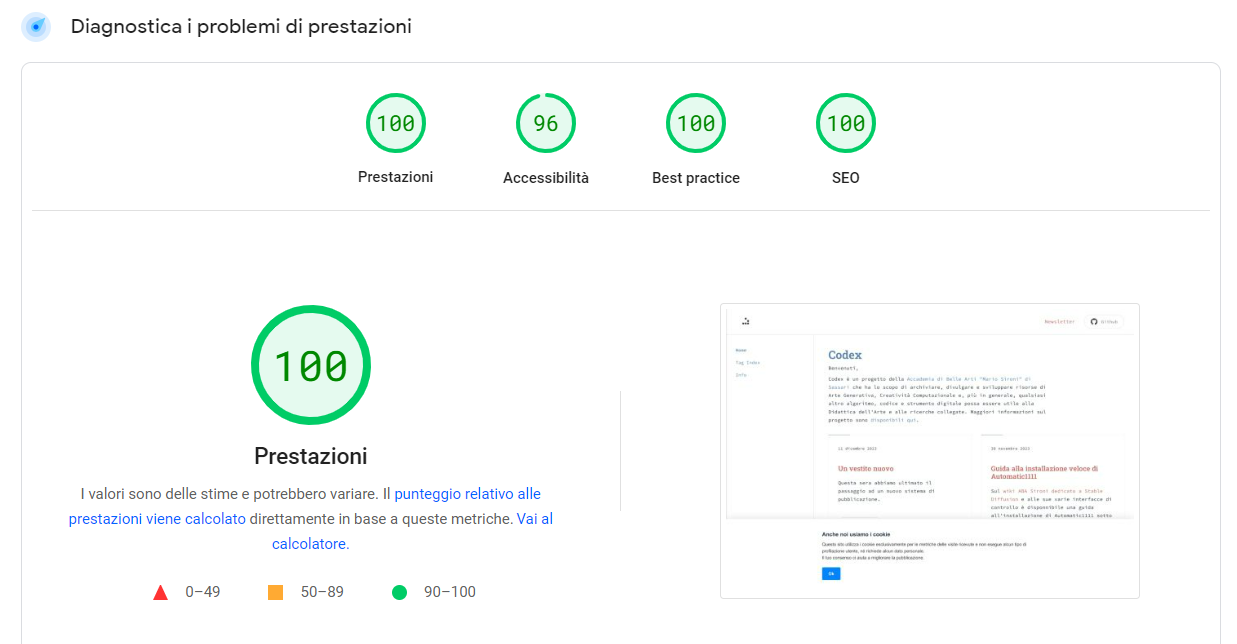 Diagnostica i problemi di prestazioni
100
96
100
100
Prestazioni
Accessibilità
Best practice
SEO
100
Prestazioni
I valori sono delle stime e potrebbero variare. Il punteggio relativo alle
prestazioni viene calcolato direttamente in base a queste metriche. Vai al
calcolatore.
0–49
50–89
90–100
Newsletter
GitHub
Home
Tag Index
Info
Codex
Benvenuti,
Codex è un progetto della Accademia di Belle Arti "Mario Sironi" di
Sassari che ha lo scopo di archiviare, divulgare e sviluppare risorse di
Arte Generativa, Creatività Computazionale e, più in generale, qualsiasi
altro algoritmo, codice e strumento digitale possa essere utile alla
Didattica dell'Arte e alle ricerche collegate. Maggiori informazioni sul
progetto sono disponibili qui.
11 dicembre 2023
Un vestito nuovo
Questa sera abbiamo ultimato il
passaggio ad un nuovo sistema di
pubblicazione.
30 novembre 2023
Guida alla installazione veloce di
Automatic1111
Sul wiki ABA Sironi dedicato a Stable
Diffusion e alle sue varie interfacce di
controllo è disponibile una guida
all'installazione di Automatic1111 sotto
Anche noi usiamo i cookie
Questo sito utilizza i cookie esclusivamente per le metriche delle visite ricevute e non esegue alcun tipo di
profilazione utente, né richiede alcun dato personale.
Il tuo consenso ci aiuta a migliorare la pubblicazione.
Ok